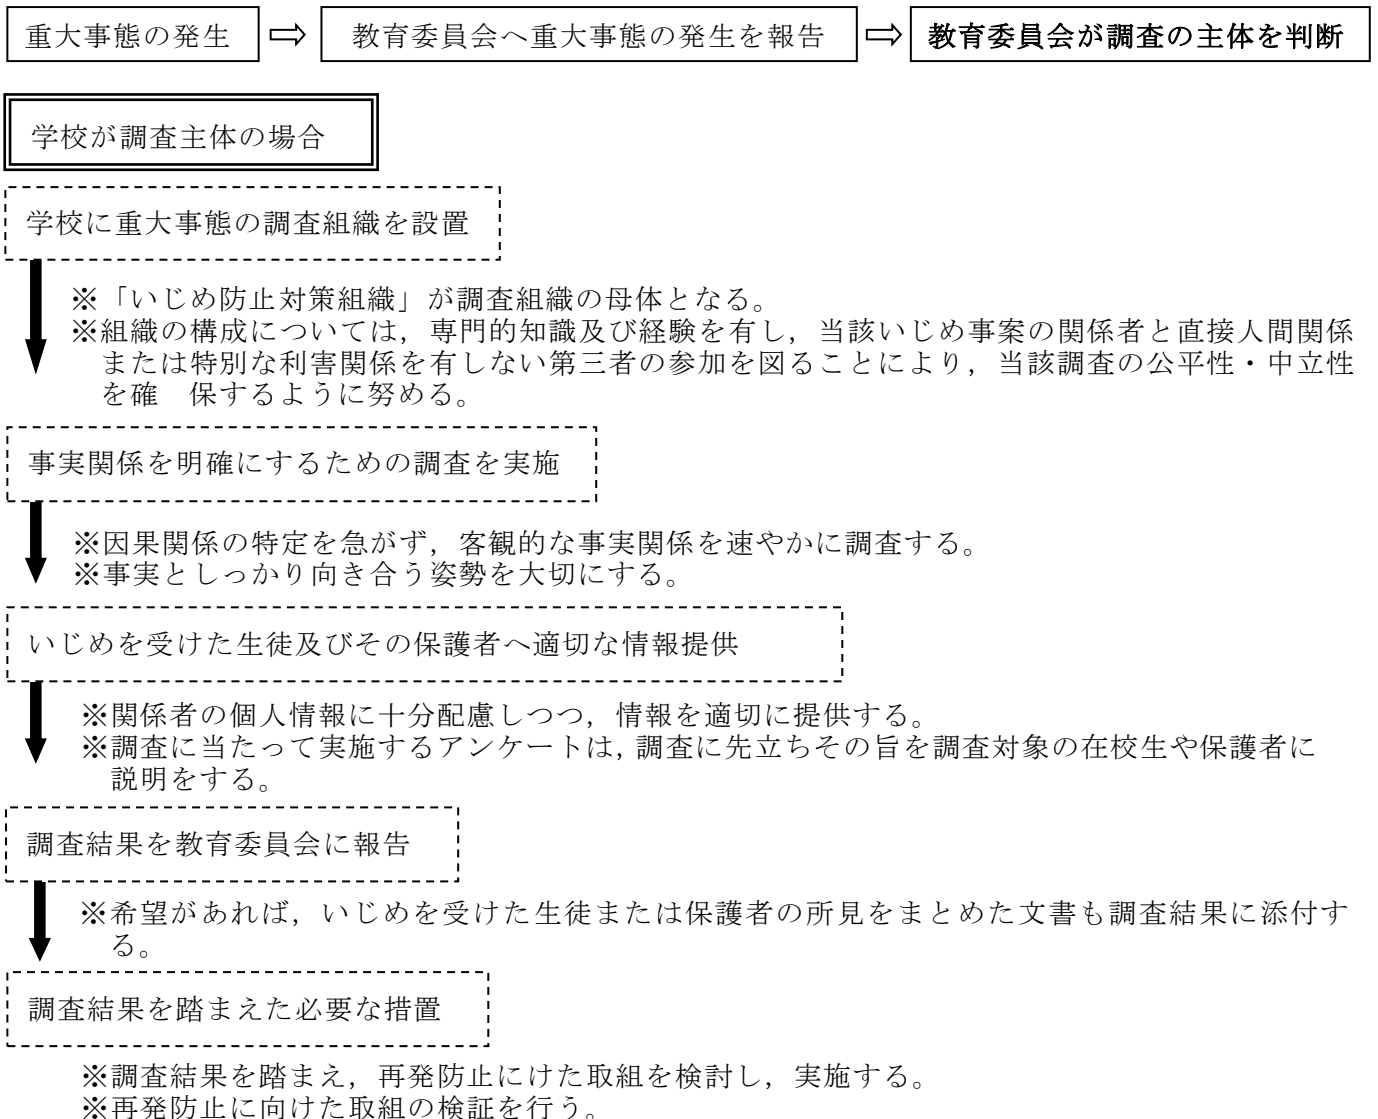 重大事態の発生 ⇨ 教育委員会へ重大事態の発生を報告 ⇨ 教育委員会が調査の主体を判断
学校が調査主体の場合
学校に重大事態の調査組織を設置
※「いじめ防止対策組織」が調査組織の母体となる。
※組織の構成については，専門的知識及び経験を有し，当該いじめ事案の関係者と直接人間関係
または特別な利害関係を有しない第三者の参加を図ることにより，当該調査の公平性・中立性
を確　保するように努める。
事実関係を明確にするための調査を実施
※因果関係の特定を急がず，客観的な事実関係を速やかに調査する。
※事実としっかり向き合う姿勢を大切にする。
いじめを受けた生徒及びその保護者へ適切な情報提供
※関係者の個人情報に十分配慮しつつ，情報を適切に提供する。
※調査に当たって実施するアンケートは，調査に先立ちその旨を調査対象の在校生や保護者に
説明をする。
調査結果を教育委員会に報告
※希望があれば，いじめを受けた生徒または保護者の所見をまとめた文書も調査結果に添付す
る。
調査結果を踏まえた必要な措置
※調査結果を踏まえ，再発防止にけた取組を検討し，実施する。
※再発防止に向けた取組の検証を行う。